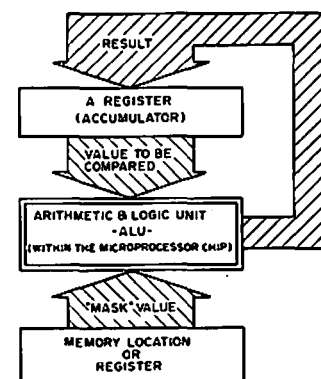 RESULT
A REGISTER
(ACCUMULATOR)
VALUE TO BE
COMPARED
ARITHMETIC & LOGIC UNIT
-ALU-
(WITHIN THE MICROPROCESSOR CHIP)
"MASK" VALUE
MEMORY LOCATION
OR
REGISTER